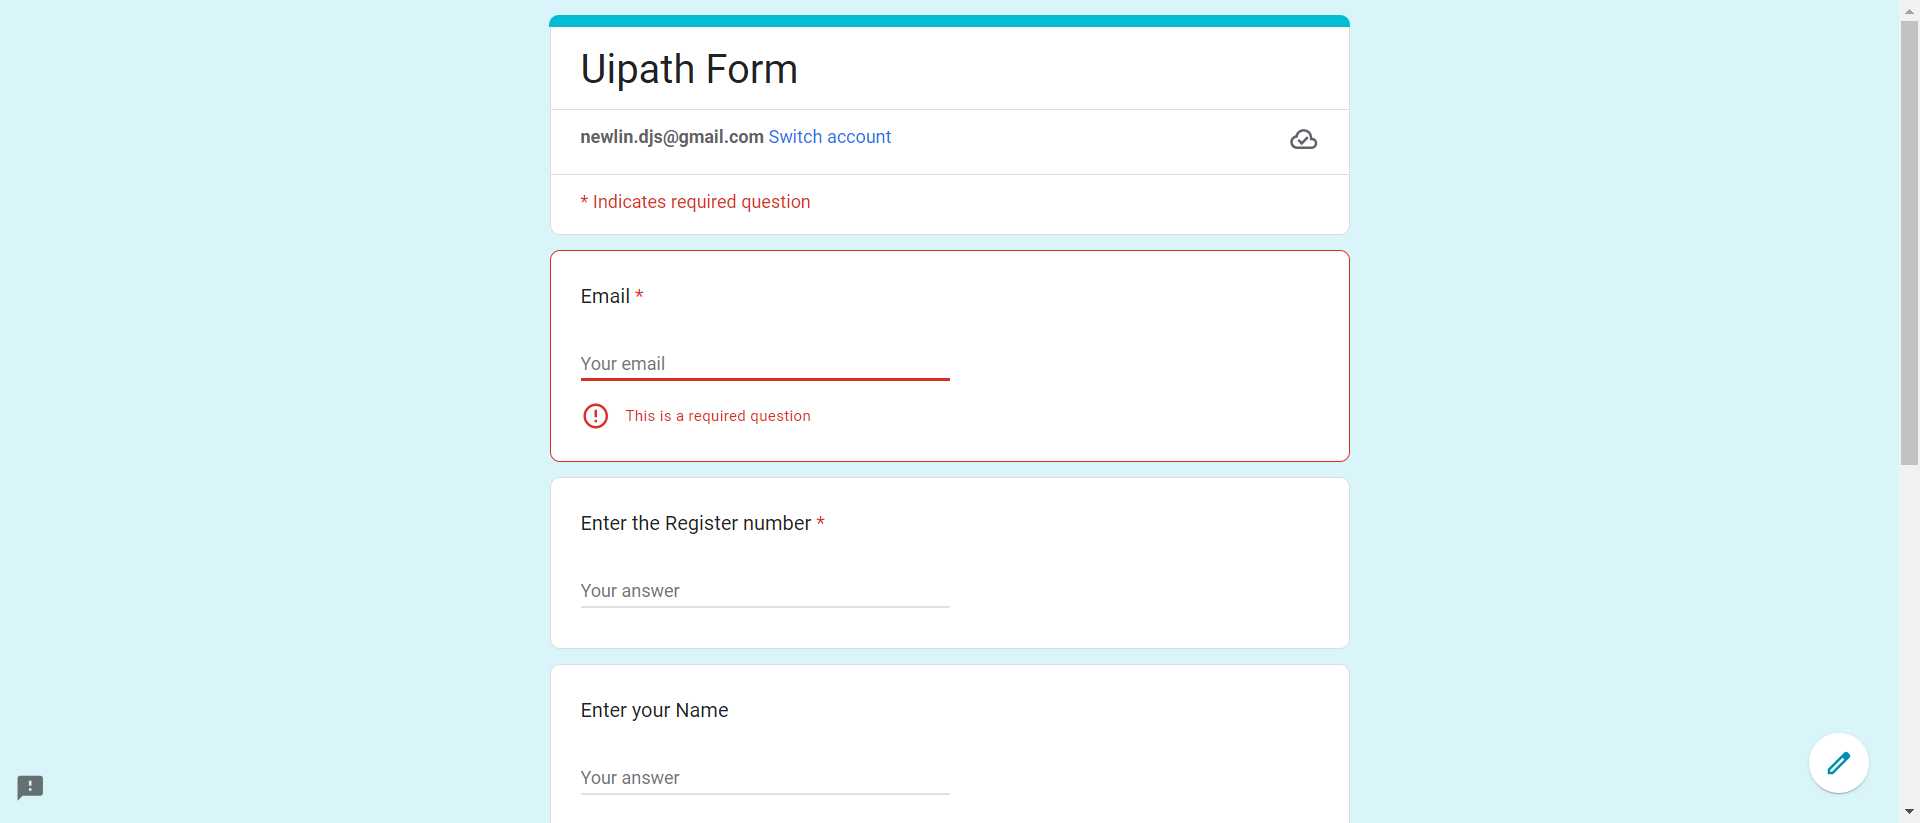 Uipath Form
newlin.djs@gmail.com Switch account
* Indicates required question
Email *
Your email
This is a required question
Enter the Register number *
Your answer
Enter your Name
Your answer